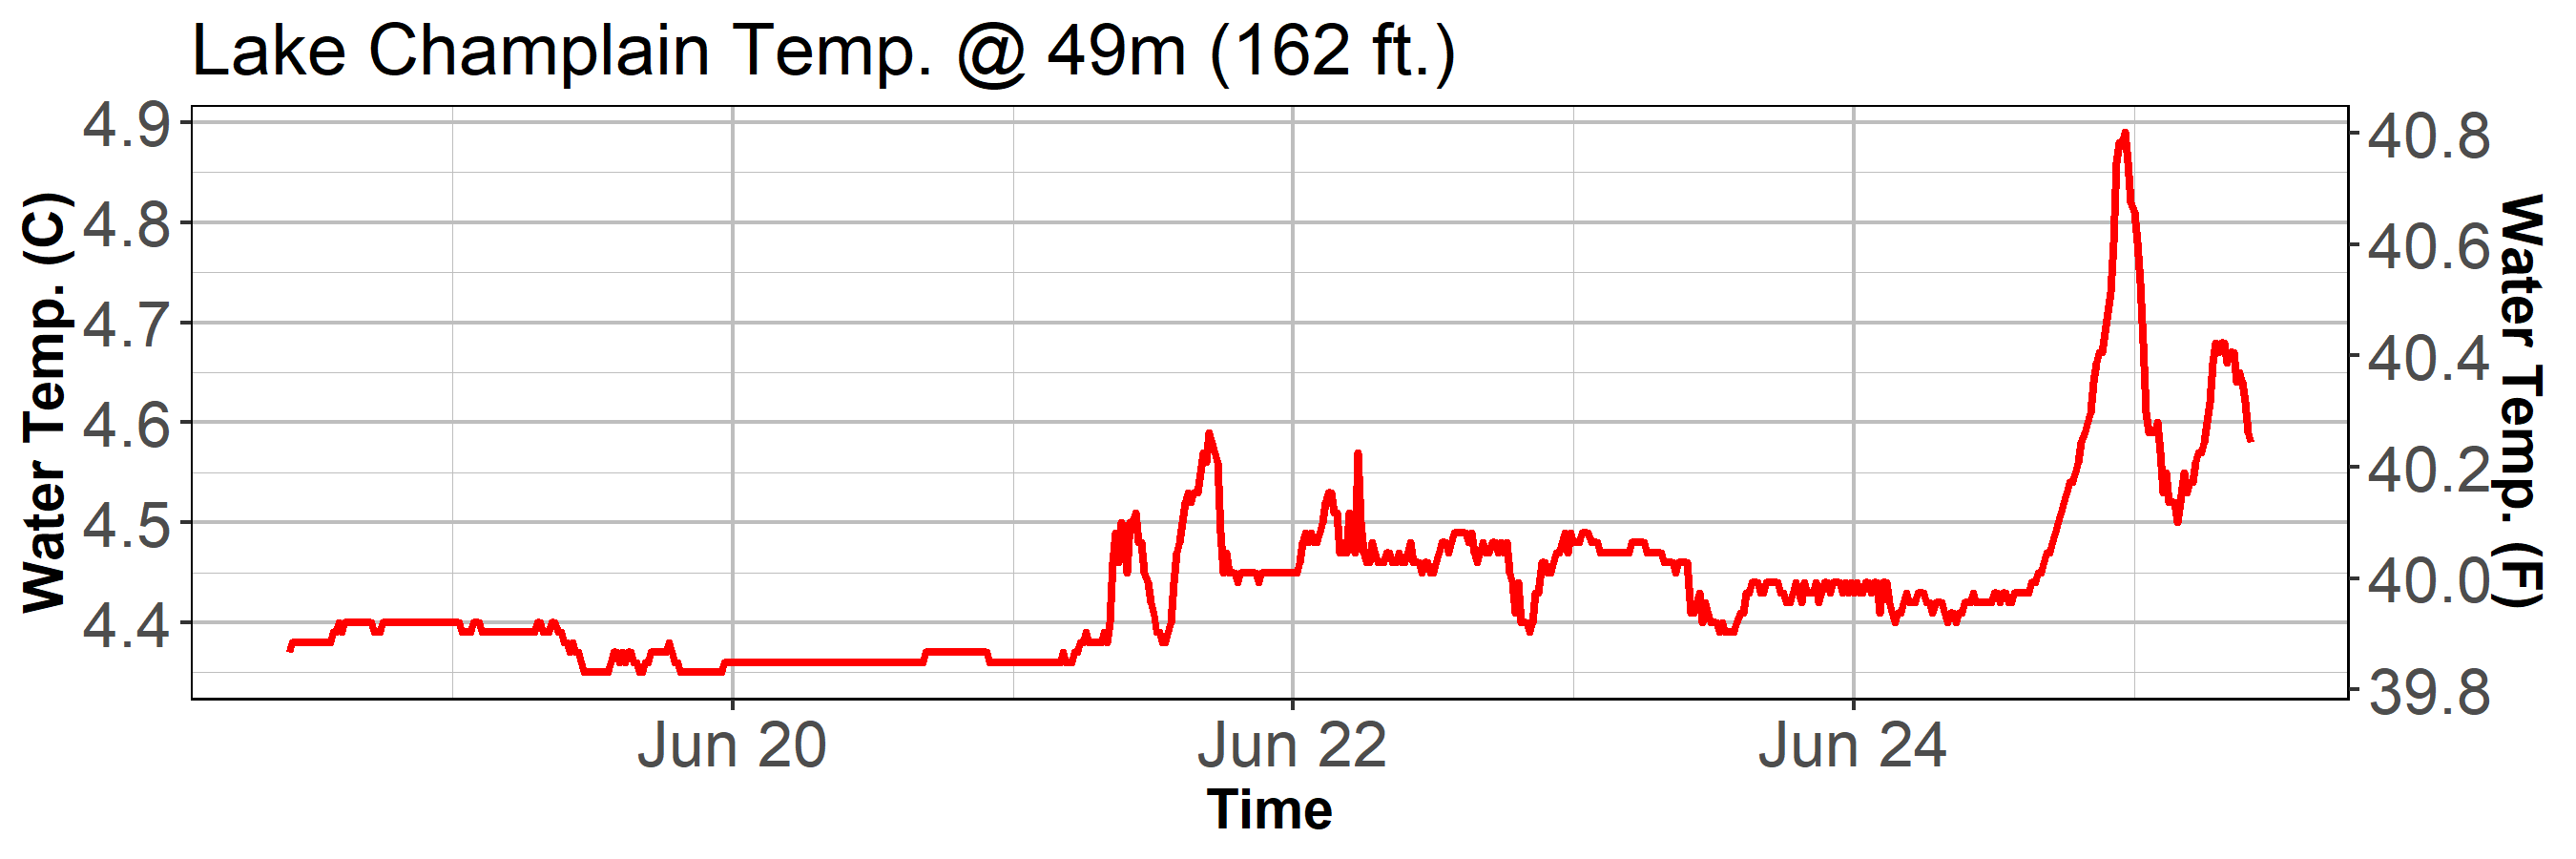 Lake Champlain Temp. @ 49m (162 ft.)
Water Temp. (C)
4.9
4.8
4.7
4.6
4.5
4.4
40.8
40.6
40.4
40.2
40.0
39.8
Water Temp. (F)
Jun 20 Jun 22 Jun 24
Time